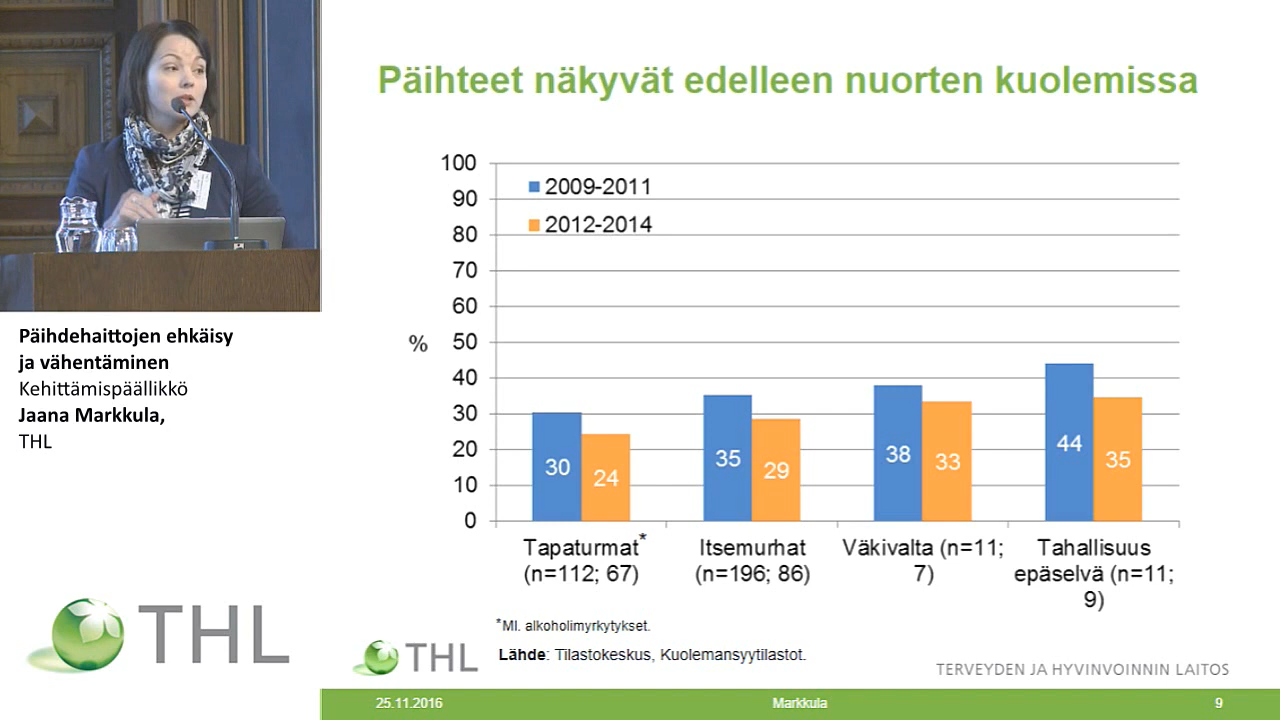 Päihdehaittojen ehkäisy
ja vähentäminen
Kehittämispäällikkö
Jaana Markkula,
THL
THL
Päihteet näkyvät edelleen nuorten kuolemissa
100
90
80
70
60
50
40
30
20
10
0
%
2009-2011
2012-2014
30
24
35
29
38
33
44
35
Tapaturmat*
(n=112; 67)
Itsemurhat
(n=196; 86)
Väkivalta (n=11;
7)
Tahallisuus
epäselvä (n=11;
9)
*Ml. alkoholimyrkytykset.
Lähde: Tilastokeskus, Kuolemansyytilastot.
THL
TERVEYDEN JA HYVINVOINNIN LAITOS
25.11.2016
Markkula
9